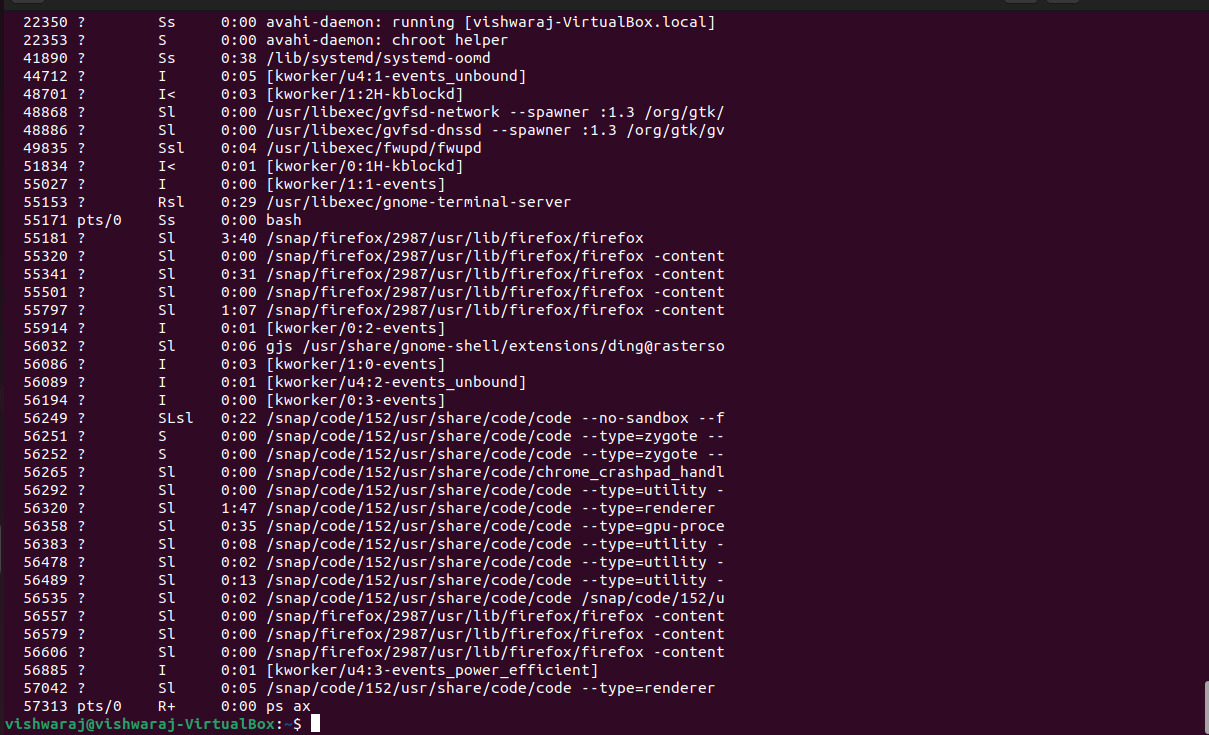 22350 ?        Ss     0:00 avahi-daemon: running [vishwaraj-VirtualBox.local]
22353 ?        S      0:00 avahi-daemon: chroot helper
41890 ?        Ss     0:38 /lib/systemd/systemd-oomd
44712 ?        I      0:05 [kworker/u4:1-events_unbound]
48701 ?        I<     0:03 [kworker/1:2H-kblockd]
48868 ?        Sl     0:00 /usr/libexec/gvfsd-network --spawner :1.3 /org/gtk/
48886 ?        Sl     0:00 /usr/libexec/gvfsd-dnssd --spawner :1.3 /org/gtk/gv
49835 ?        Ssl    0:04 /usr/libexec/fwupd/fwupd
51834 ?        I<     0:01 [kworker/0:1H-kblockd]
55027 ?        I      0:00 [kworker/1:1-events]
55153 ?        Rsl    0:29 /usr/libexec/gnome-terminal-server
55171 pts/0    Ss     0:00 bash
55181 ?        Sl     3:40 /snap/firefox/2987/usr/lib/firefox/firefox
55320 ?        Sl     0:00 /snap/firefox/2987/usr/lib/firefox/firefox -content
55341 ?        Sl     0:31 /snap/firefox/2987/usr/lib/firefox/firefox -content
55501 ?        Sl     0:00 /snap/firefox/2987/usr/lib/firefox/firefox -content
55797 ?        Sl     1:07 /snap/firefox/2987/usr/lib/firefox/firefox -content
55914 ?        I      0:01 [kworker/0:2-events]
56032 ?        Sl     0:06 gjs /usr/share/gnome-shell/extensions/ding@rasterso
56086 ?        I      0:03 [kworker/1:0-events]
56089 ?        I      0:01 [kworker/u4:2-events_unbound]
56194 ?        I      0:00 [kworker/0:3-events]
56249 ?        SLsl   0:22 /snap/code/152/usr/share/code/code --no-sandbox --f
56251 ?        S      0:00 /snap/code/152/usr/share/code/code --type=zygote --
56252 ?        S      0:00 /snap/code/152/usr/share/code/code --type=zygote --
56265 ?        Sl     0:00 /snap/code/152/usr/share/code/chrome_crashpad_handl
56292 ?        Sl     0:00 /snap/code/152/usr/share/code/code --type=utility -
56320 ?        Sl     1:47 /snap/code/152/usr/share/code/code --type=renderer
56358 ?        Sl     0:35 /snap/code/152/usr/share/code/code --type=gpu-proce
56383 ?        Sl     0:08 /snap/code/152/usr/share/code/code --type=utility -
56478 ?        Sl     0:02 /snap/code/152/usr/share/code/code --type=utility -
56489 ?        Sl     0:13 /snap/code/152/usr/share/code/code --type=utility -
56535 ?        Sl     0:02 /snap/code/152/usr/share/code/code /snap/code/152/u
56557 ?        Sl     0:00 /snap/firefox/2987/usr/lib/firefox/firefox -content
56579 ?        Sl     0:00 /snap/firefox/2987/usr/lib/firefox/firefox -content
56606 ?        Sl     0:00 /snap/firefox/2987/usr/lib/firefox/firefox -content
56885 ?        I      0:01 [kworker/u4:3-events_power_efficient]
57042 ?        Sl     0:05 /snap/code/152/usr/share/code/code --type=renderer
57313 pts/0    R+     0:00 ps ax
vishwaraj@vishwaraj-VirtualBox:~$